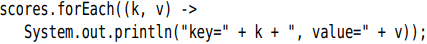 scores.forEach((k, v) ->
System.out.println("key=" + k + ", value=" + v));